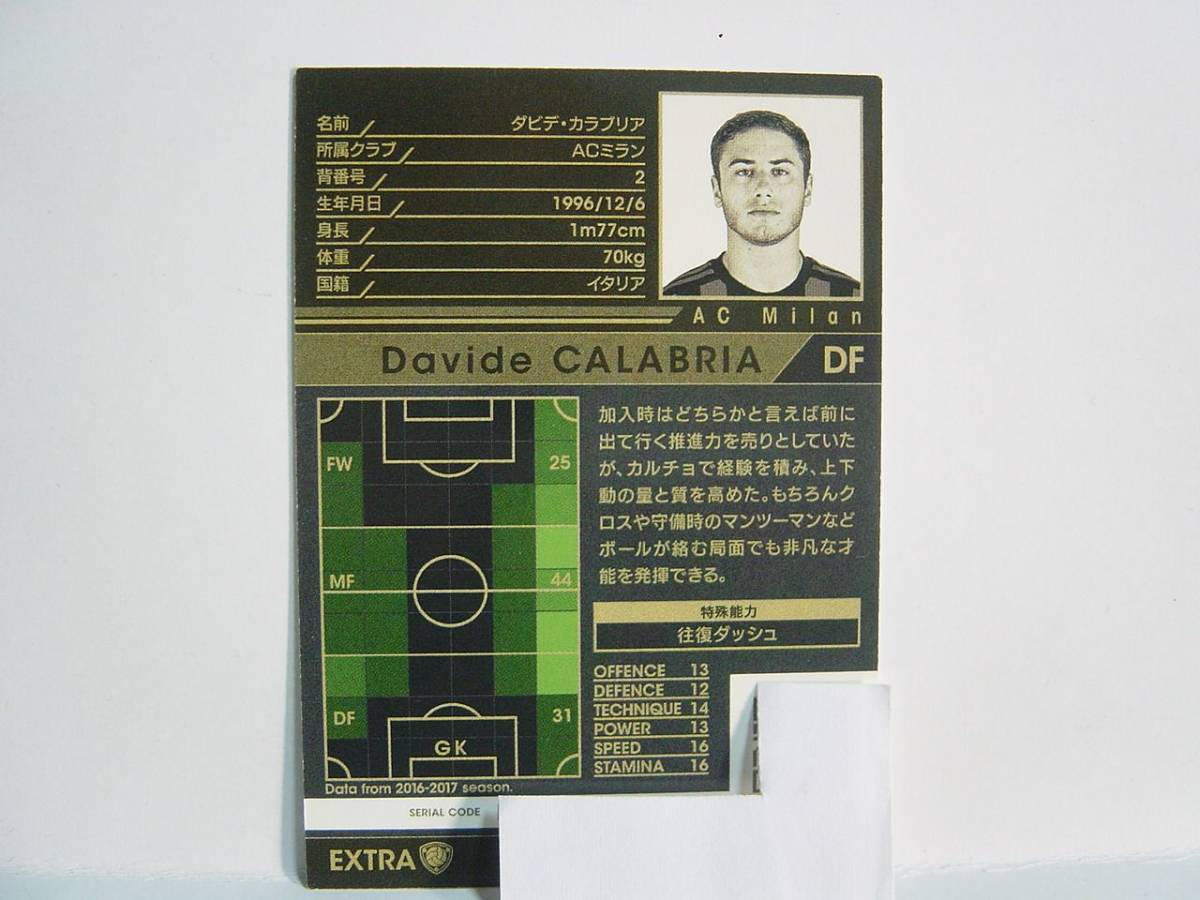 名前 ダビデ・カラブリア
所属クラブ ACミラン
背番号 2
生年月日 1996/12/6
身長 1m77cm
体重 70kg
国籍 イタリア
AC Milan
Davide CALABRIA DF
FW 25
MF 44
DF 31
GK
Data from 2016-2017 season.
加入時はどちらかと言えば前に
出て行く推進力を売りとしていた
が、カルチョで経験を積み、上下
動の量と質を高めた。もちろんク
ロスや守備時のマンツーマンなど
ボールが絡む局面でも非凡な才
能を発揮できる。
特殊能力
往復ダッシュ
OFFENCE 13
DEFENCE 12
TECHNIQUE 14
POWER 13
SPEED 16
STAMINA 16
SERIAL CODE
EXTRA